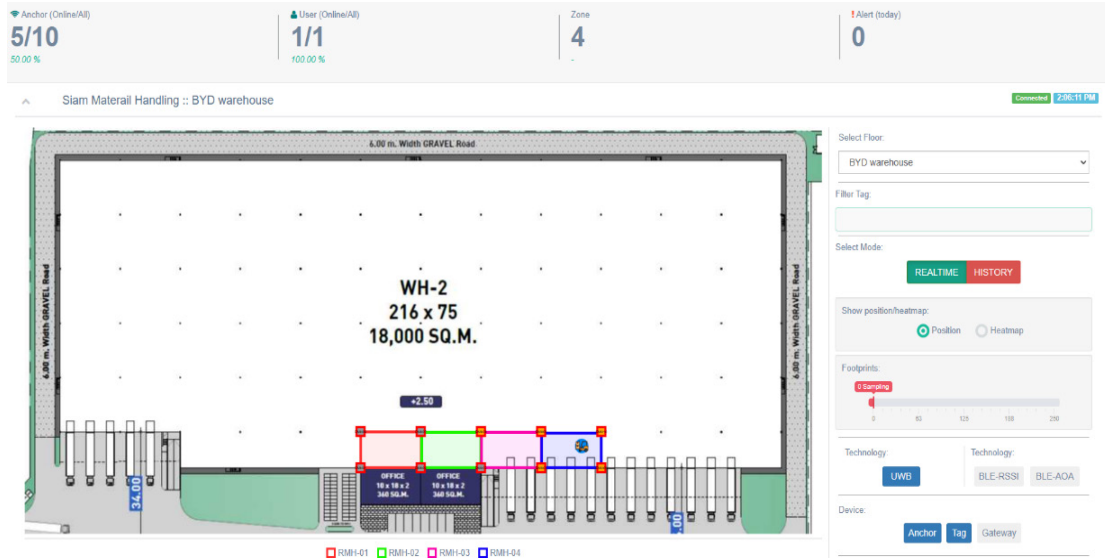 Anchor (Online/All)
5/10
50.00 %
User (Online/All)
1/1
100.00 %
Zone
4
-
! Alert (today)
0
Siam Materail Handling :: BYD warehouse
Connected 2:06:11 PM
6.00 m. Width GRAVEL Road
6.00 m. Width GRAVEL Road
6.00 m. Width GRAVEL Road
WH-2
216 x 75
18,000 SQ.M.
+2.50
34.00
OFFICE
18 x 18 x 2
360 SQ.M.
OFFICE
18 x 18 x 2
360 SQ.M.
.00
RMH-01 RMH-02 RMH-03 RMH-04
Select Floor:
BYD warehouse
Filter Tag:
Select Mode:
REALTIME HISTORY
Show position/heatmap:
Position Heatmap
Footprints:
0 Sampling
0 63 125 188 250
Technology:
UWB
Technology:
BLE-RSSI BLE-AOA
Device:
Anchor Tag Gateway